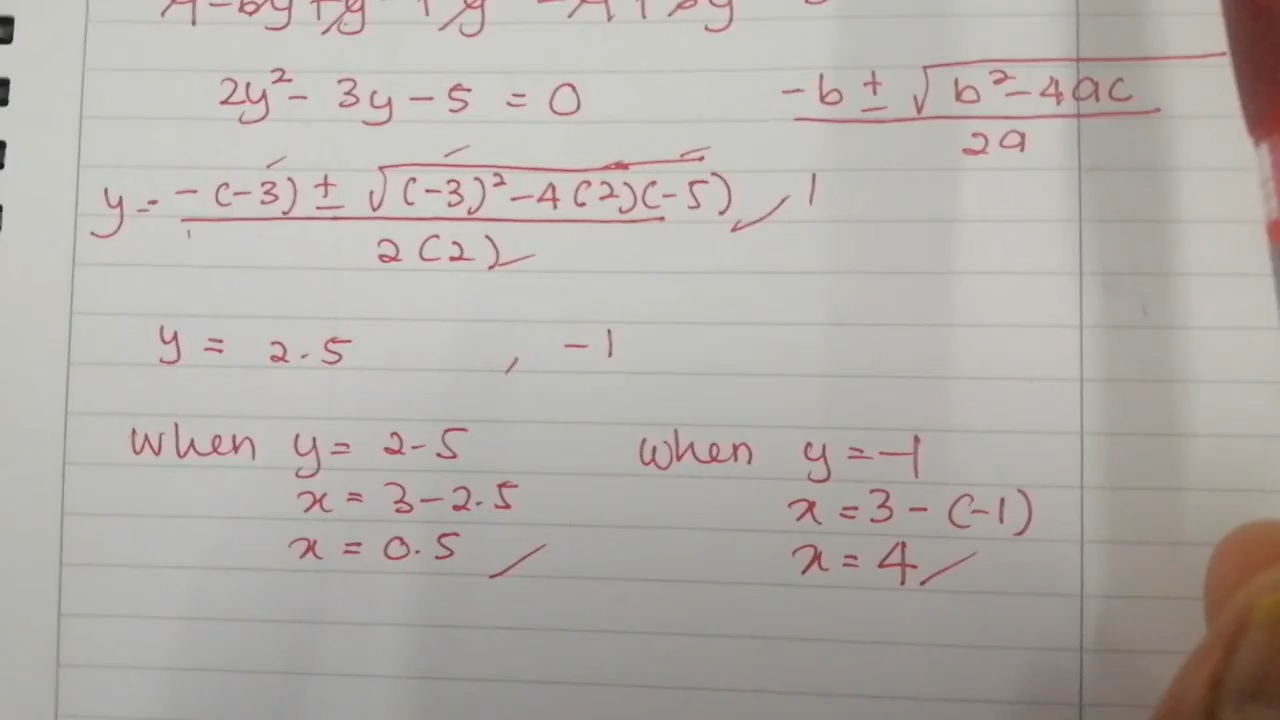 2y² - 3y - 5 = 0
-b ± √b² - 4ac
2a
y = -(-3) ± √(-3)² - 4(2)(-5) 1
2(2)
y = 2.5 , -1
when y = 2-5
x = 3 - 2.5
x = 0.5
when y = -1
x = 3 - (-1)
x = 4